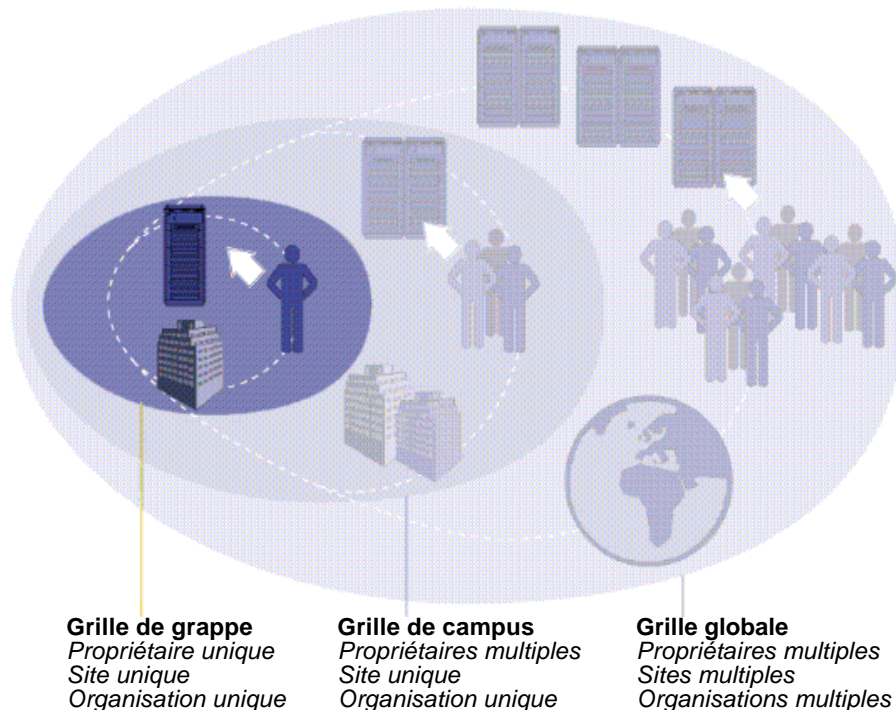 Grille de grappe
Propriétaire unique
Site unique
Organisation unique
Grille de campus
Propriétaires multiples
Site unique
Organisation unique
Grille globale
Propriétaires multiples
Sites multiples
Organisations multiples